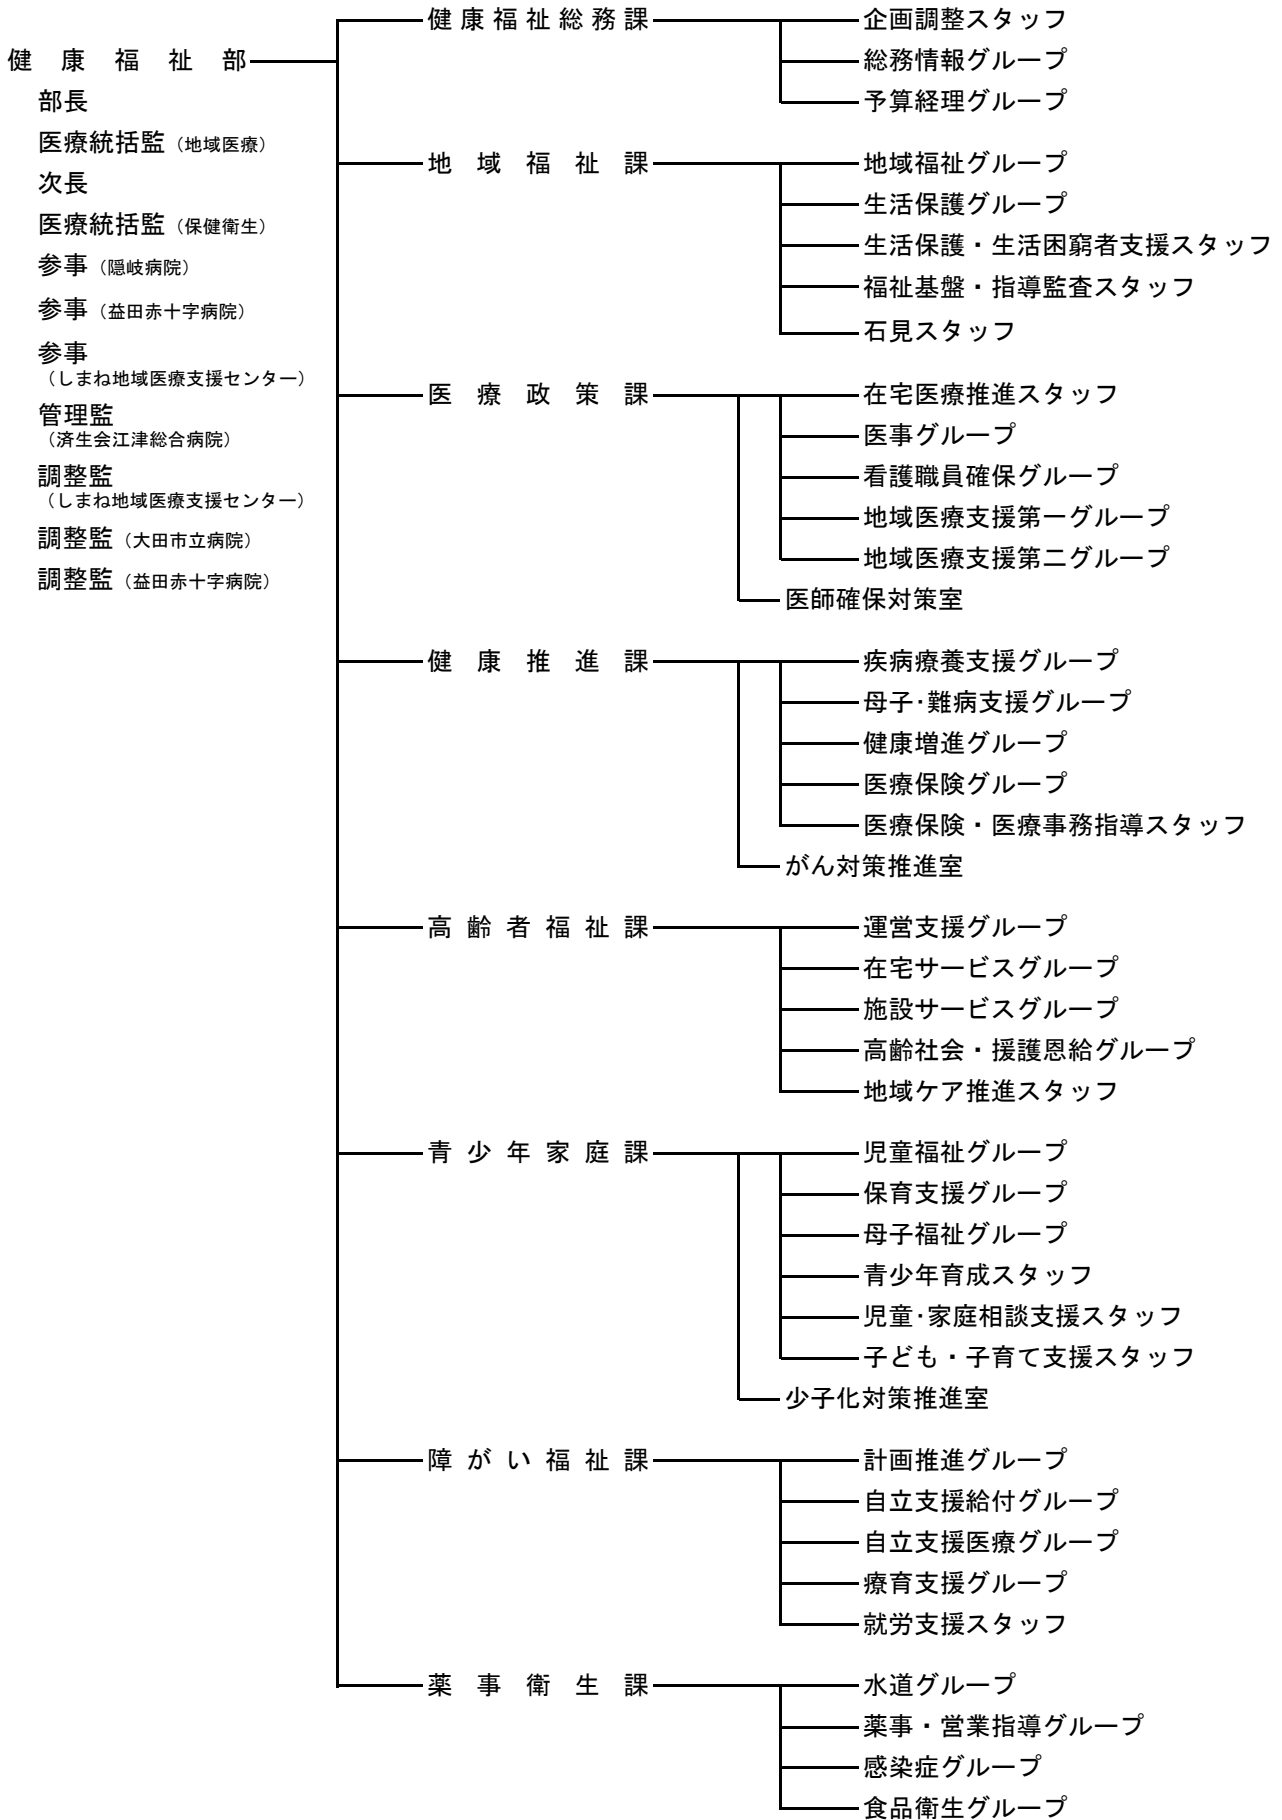 健康福祉部
部長
医療統括監（地域医療）
次長
医療統括監（保健衛生）
参事（隠岐病院）
参事（益田赤十字病院）
参事
（しまね地域医療支援センター）
管理監
（済生会江津総合病院）
調整監
（しまね地域医療支援センター）
調整監（大田市立病院）
調整監（益田赤十字病院）
健康福祉総務課
企画調整スタッフ
総務情報グループ
予算経理グループ
地域福祉課
地域福祉グループ
生活保護グループ
生活保護・生活困窮者支援スタッフ
福祉基盤・指導監査スタッフ
石見スタッフ
医療政策課
在宅医療推進スタッフ
医事グループ
看護職員確保グループ
地域医療支援第一グループ
地域医療支援第二グループ
医師確保対策室
健康推進課
疾病療養支援グループ
母子･難病支援グループ
健康増進グループ
医療保険グループ
医療保険・医療事務指導スタッフ
がん対策推進室
高齢者福祉課
運営支援グループ
在宅サービスグループ
施設サービスグループ
高齢社会・援護恩給グループ
地域ケア推進スタッフ
青少年家庭課
児童福祉グループ
保育支援グループ
母子福祉グループ
青少年育成スタッフ
児童･家庭相談支援スタッフ
子ども・子育て支援スタッフ
少子化対策推進室
障がい福祉課
計画推進グループ
自立支援給付グループ
自立支援医療グループ
療育支援グループ
就労支援スタッフ
薬事衛生課
水道グループ
薬事・営業指導グループ
感染症グループ
食品衛生グループ